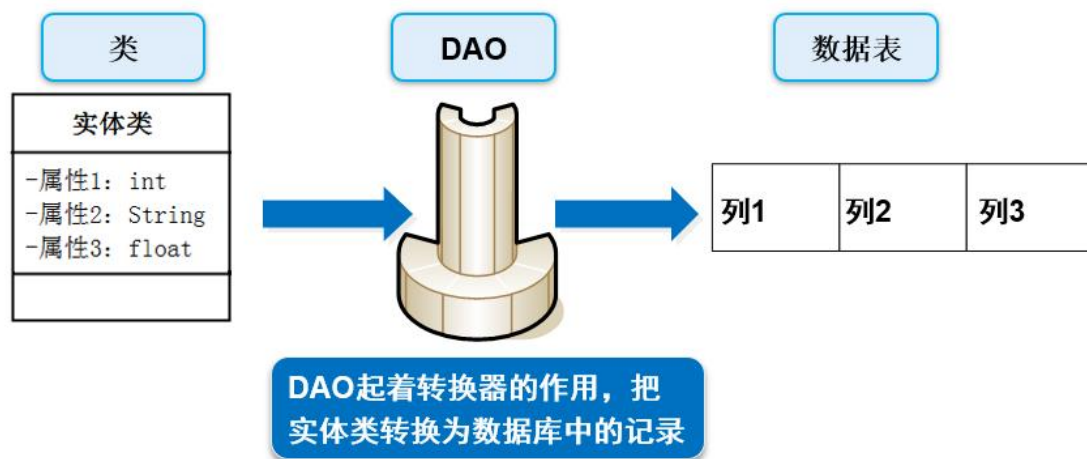 类
DAO
数据表
实体类
-属性1：int
-属性2：String
-属性3：float
列1
列2
列3
DAO起着转换器的作用，把
实体类转换为数据库中的记录